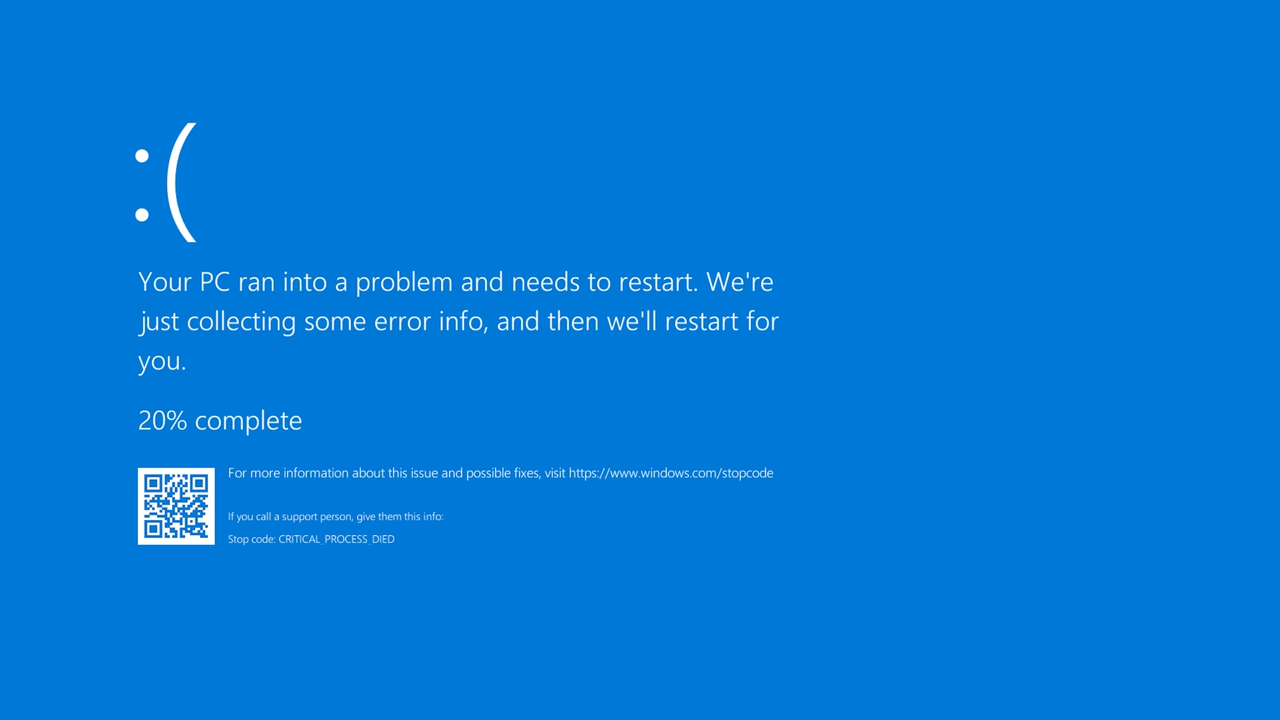 :(
Your PC ran into a problem and needs to restart. We're
just collecting some error info, and then we'll restart for
you.
20% complete
For more information about this issue and possible fixes, visit https://www.windows.com/stopcode
If you call a support person, give them this info:
Stop code: CRITICAL_PROCESS_DIED